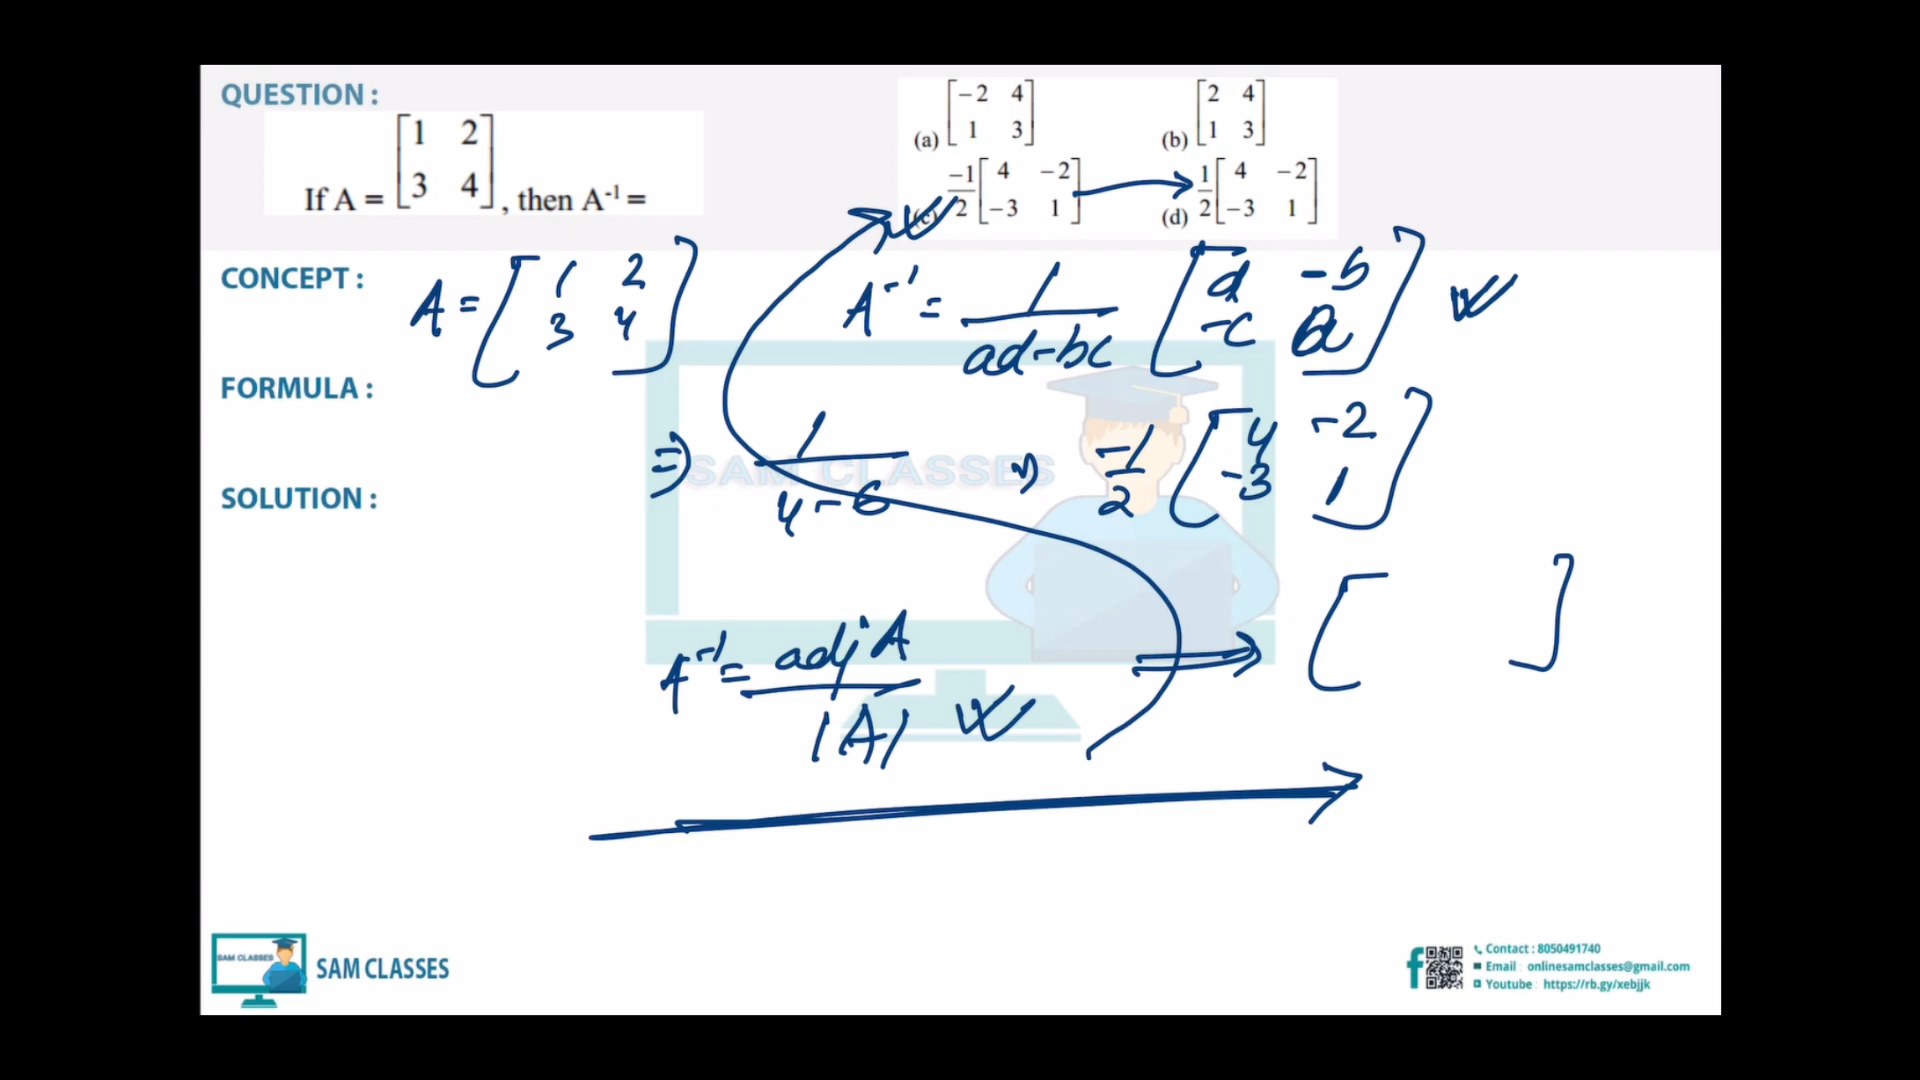 QUESTION :
If A = [1 2
3 4], then A-1 =
(a) [-2 4
1 3]
(b) [2 4
1 3]
(c) -1/2 [4 -2
-3 1]
(d) 1/2 [4 -2
-3 1]
CONCEPT :
A = [1 2
3 4]
A-1 = 1/ad-bc [d -b
-c a]
FORMULA :
⇒ 1/4-6 ⇒ -1/2 [4 -2
-3 1]
SAM CLASSES
SOLUTION :
A-1 = adj A/|A| ⇒ [ ]
SAM CLASSES
SAM CLASSES
Contact : 8050491740
Email : onlinesamclasses@gmail.com
Youtube : https://rb.gy/xebjjk